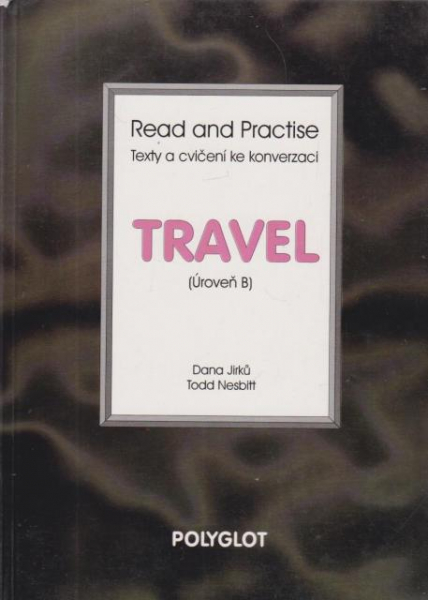 Read and Practise
Texty a cvičení ke konverzaci
TRAVEL
(Úroveň B)
Dana Jirků
Todd Nesbitt
POLYGLOT